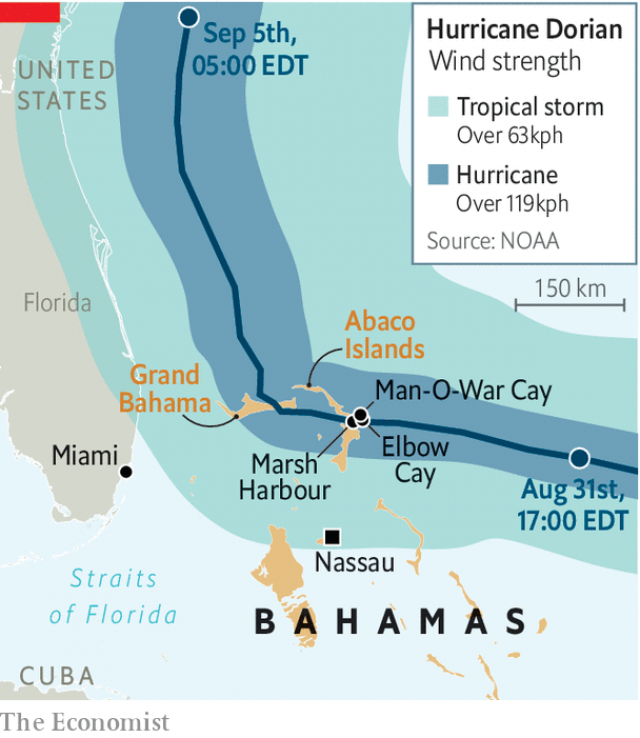 Sep 5th,
05:00 EDT
Hurricane Dorian
Wind strength
Tropical storm
Over 63kph
Hurricane
Over 119kph
Source: NOAA
UNITED
STATES
150 km
Florida
Abaco
Islands
Grand
Bahama
Man-O-War Cay
Miami
Marsh
Harbour
Elbow
Cay
Aug 31st,
17:00 EDT
Nassau
Straits
of Florida
BAHAMAS
CUBA
The Economist